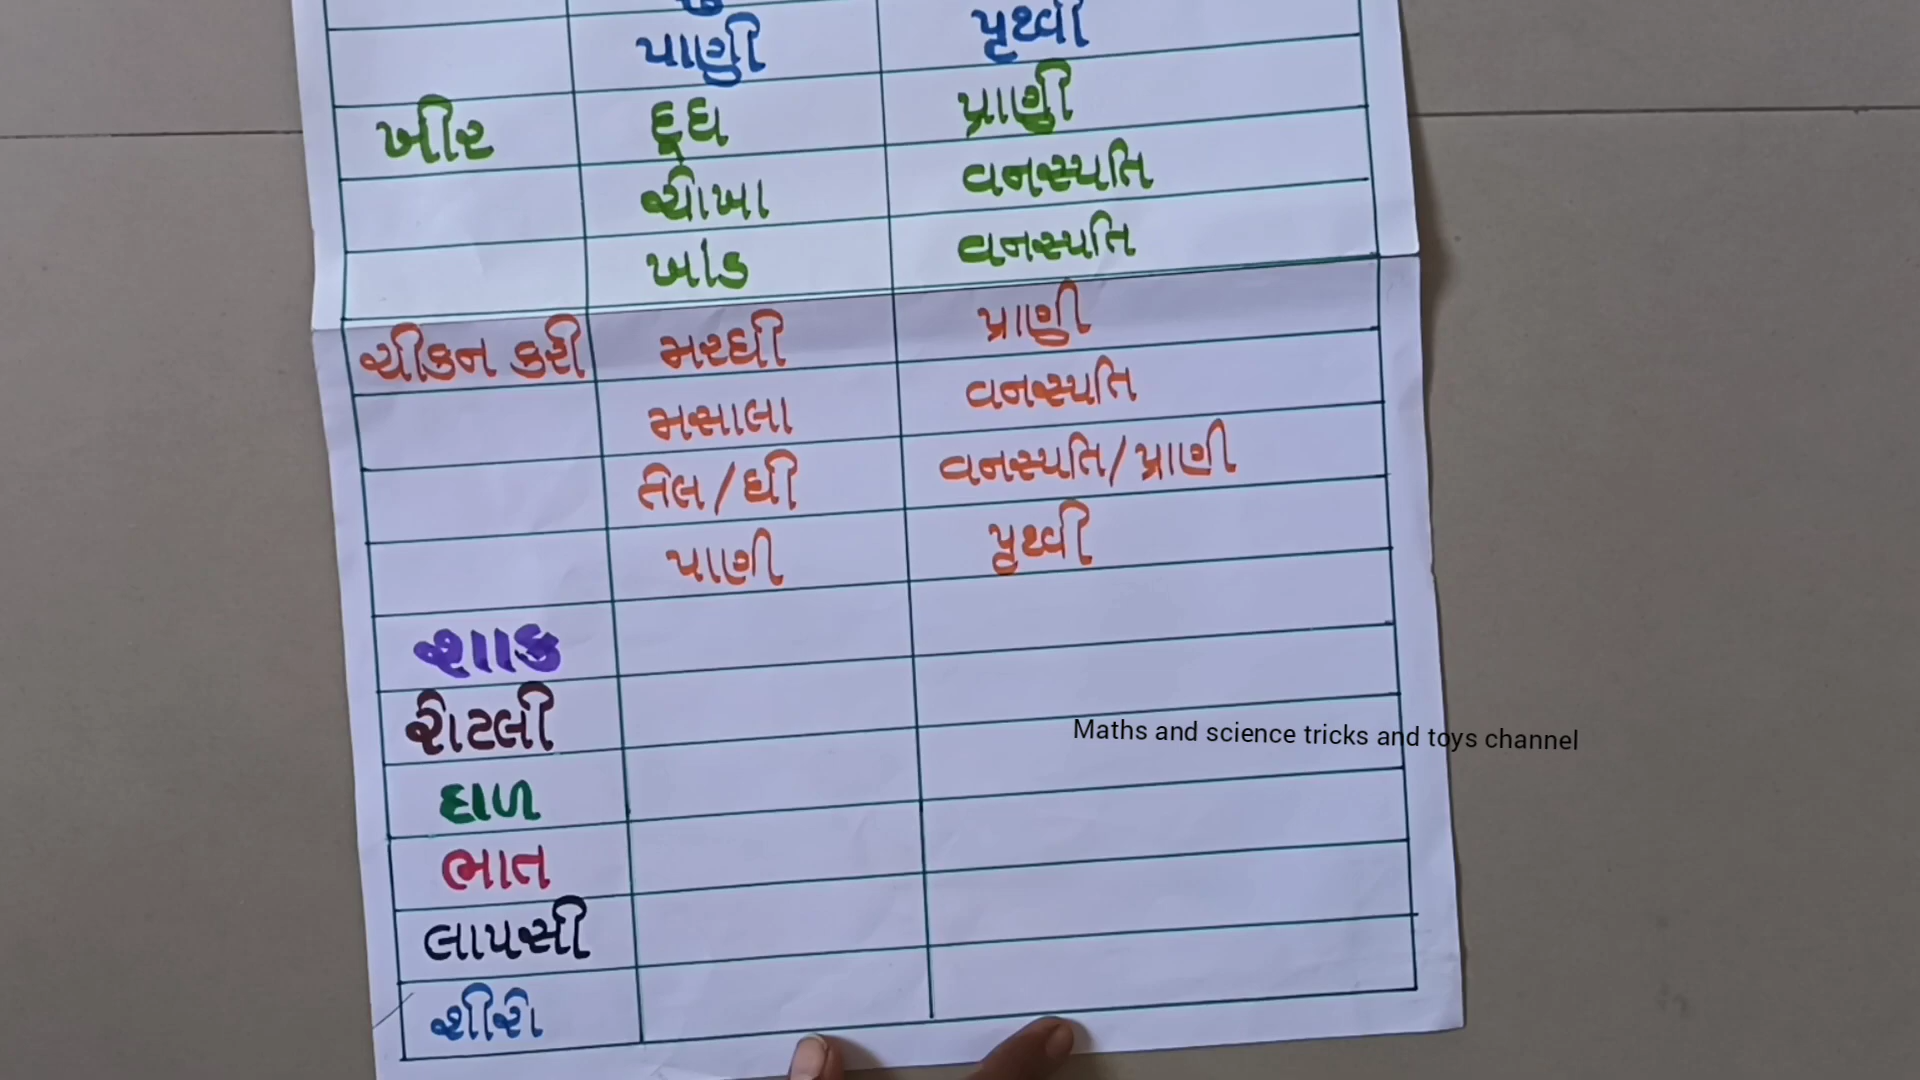 પાણી પૃથ્વી
ખીર દૂધ પ્રાણી
ચોખા વનસ્પતિ
ખાંડ વનસ્પતિ
ચીકન કરી મરઘી પ્રાણી
મસાલા વનસ્પતિ
તેલ/ઘી વનસ્પતિ/પ્રાણી
પાણી પૃથ્વી
શાક
રોટલી
Maths and science tricks and toys channel
દાળ
ભાત
લાપસી
શીરો